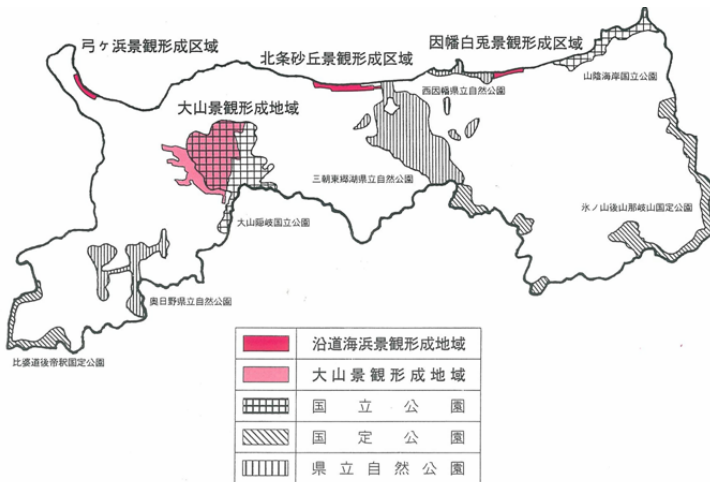 弓ヶ浜景観形成区域
北条砂丘景観形成区域
因幡白兎景観形成区域
山陰海岸国立公園
西因幡県立自然公園
大山景観形成地域
三朝東郷湖県立自然公園
氷ノ山後山那岐山国定公園
大山隠岐国立公園
奥日野県立自然公園
比婆道後帝釈国定公園
沿道海浜景観形成地域
大山景観形成地域
国立公園
国定公園
県立自然公園